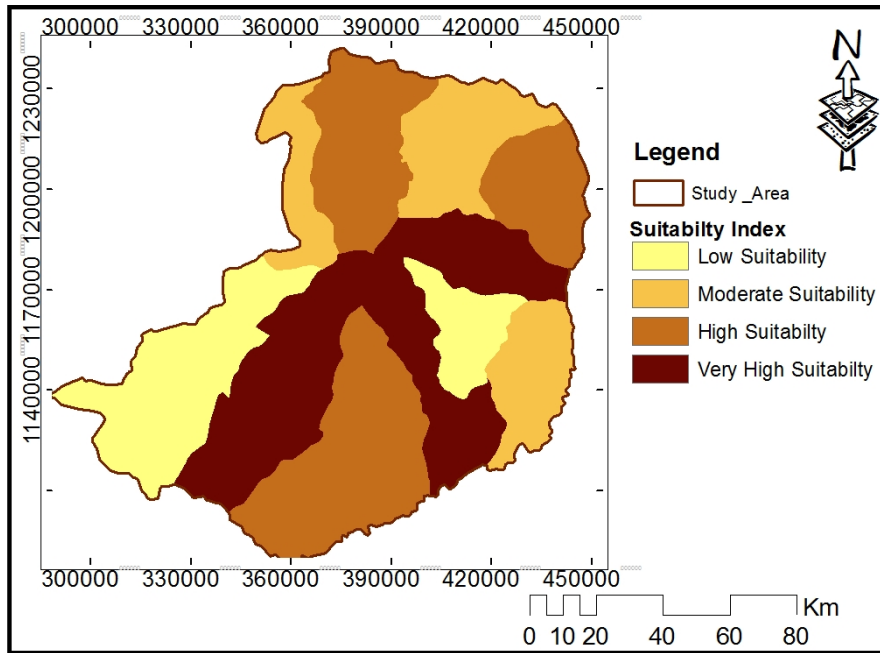 300000 330000 360000 390000 420000 450000
N
1230000
1200000
1170000
1140000
Legend
Study _Area
Suitabilty Index
Low Suitability
Moderate Suitability
High Suitabilty
Very High Suitabilty
300000 330000 360000 390000 420000 450000
Km
0 10 20 40 60 80